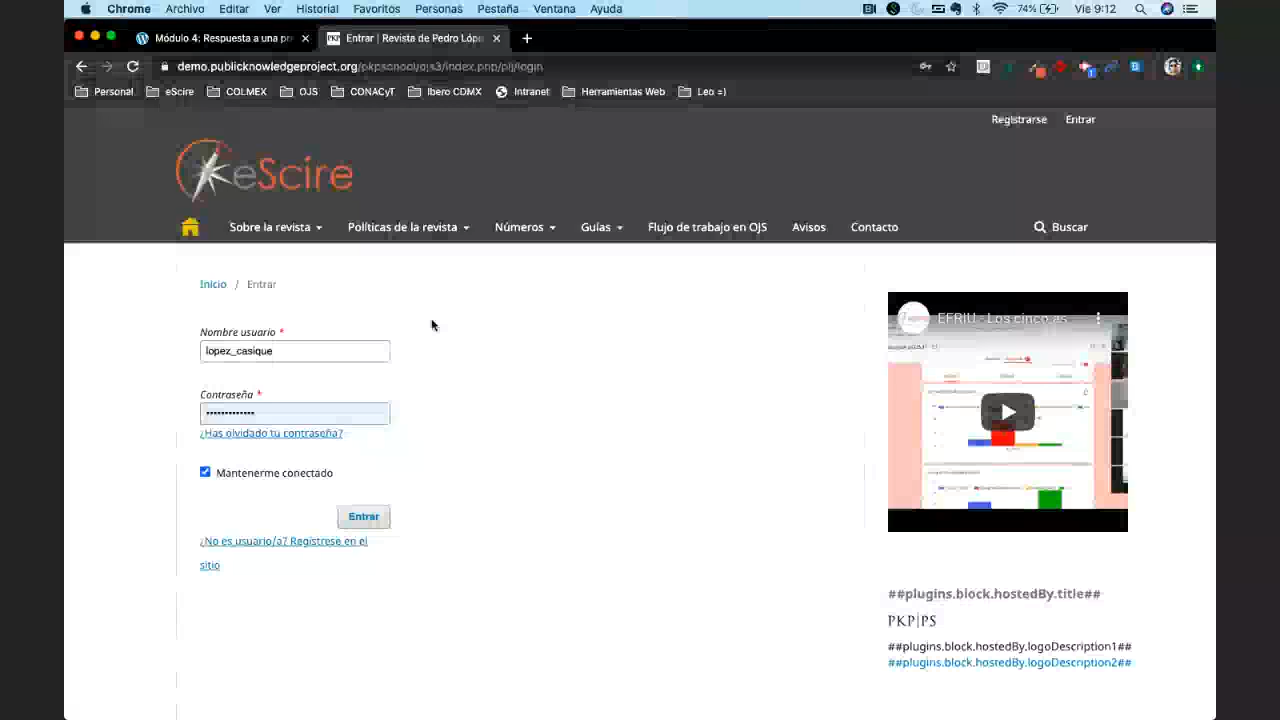 Chrome Archivo Editar Ver Historial Favoritos Personas Pestaña Ventana Ayuda 74% Vie 9:12
Módulo 4: Respuesta a una pr
Entrar | Revista de Pedro Lópe
demo.publicknowledgeproject.org/pkpschool/ojs3/index.php/plj/login
Personal eScire COLMEX OJS CONACyT Ibero CDMX Intranet Herramientas Web Leo =)
Registrarse Entrar
eScire
Sobre la revista Políticas de la revista Números Guías Flujo de trabajo en OJS Avisos Contacto Buscar
Inicio / Entrar
Nombre usuario *
lopez_casique
Contraseña *
¿Has olvidado tu contraseña?
Mantenerme conectado
Entrar
¿No es usuario/a? Regístrese en el
sitio
EFRIU - Los cinco as
##plugins.block.hostedBy.title##
PKP|PS
##plugins.block.hostedBy.logoDescription1##
##plugins.block.hostedBy.logoDescription2##